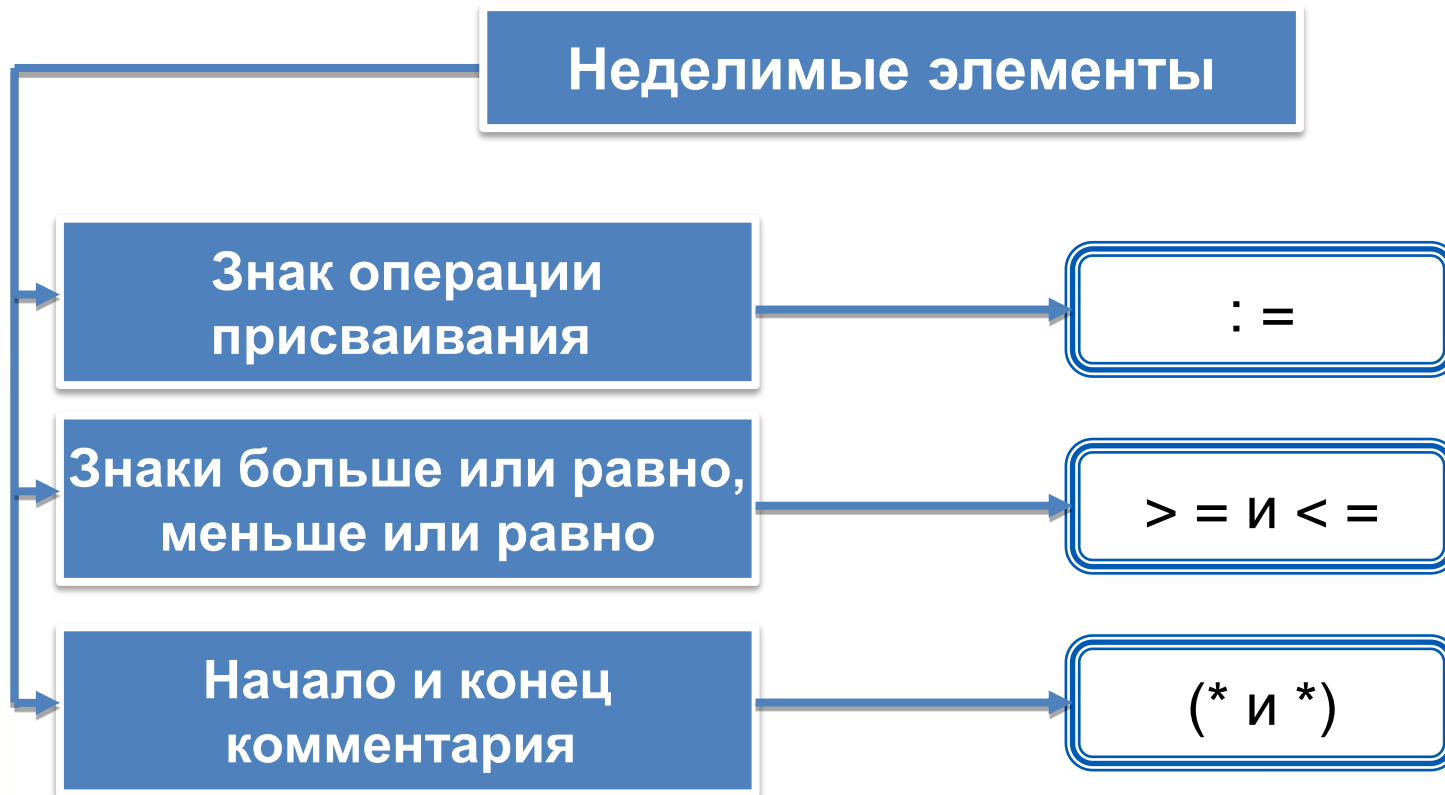 Неделимые элементы
Знак операции
присваивания
: =
Знаки больше или равно,
меньше или равно
> = и < =
Начало и конец
комментария
(* и *)